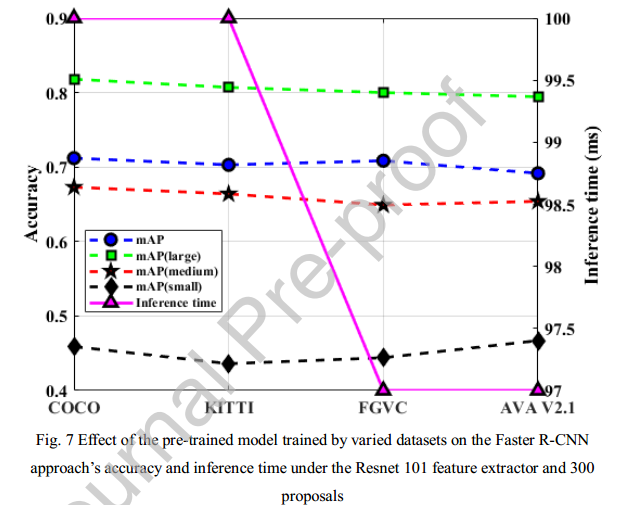 0.9
0.8
0.7
0.6
0.5
0.4
Accuracy
100
99.5
99
98.5
98
97.5
97
Inference time (ms)
mAP
mAP(large)
mAP(medium)
mAP(small)
Inference time
COCO KITTI FGVC AVA V2.1
ournal Pre-proof
Fig. 7 Effect of the pre-trained model trained by varied datasets on the Faster R-CNN
approach's accuracy and inference time under the Resnet 101 feature extractor and 300
proposals